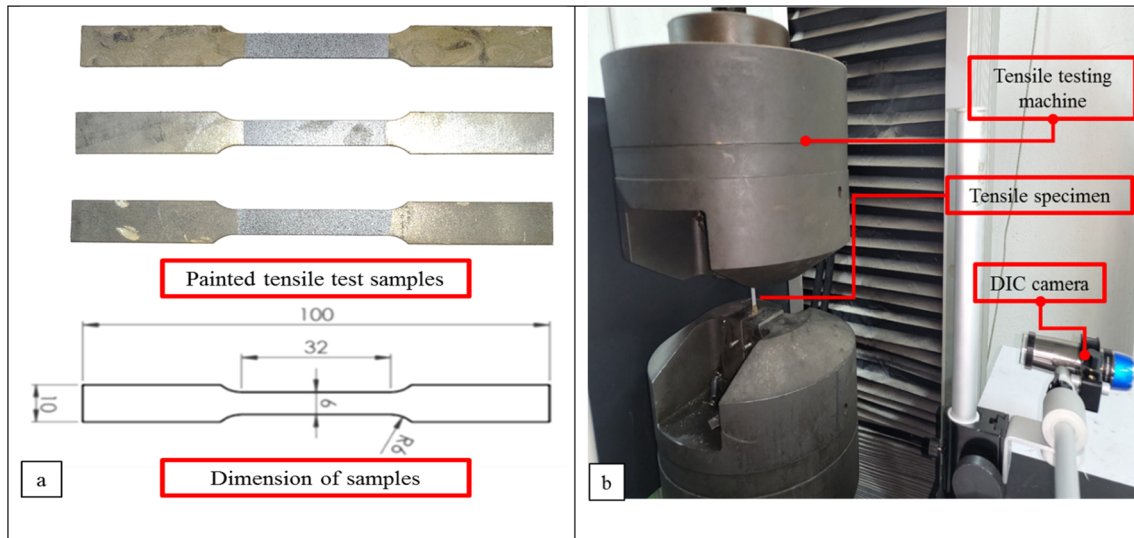 Painted tensile test samples
100
32
10
6
R6
Dimension of samples
a
Tensile testing
machine
Tensile specimen
DIC camera
b